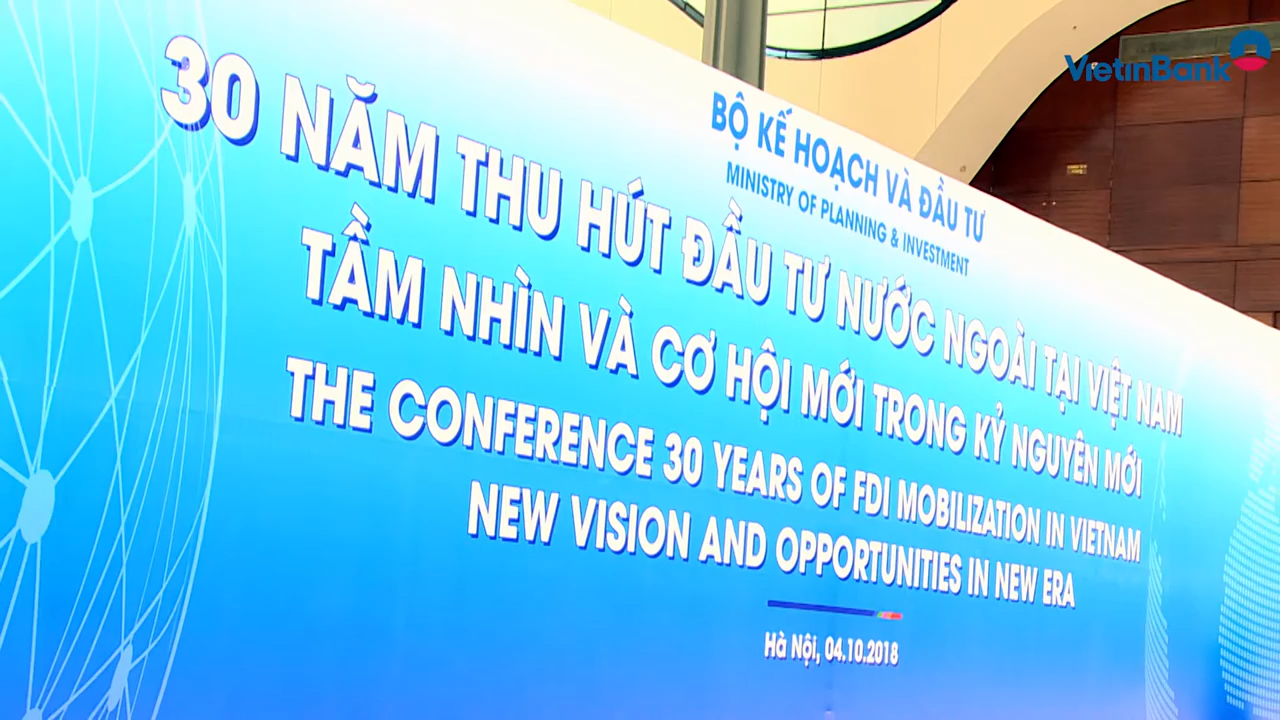 VietinBank
BỘ KẾ HOẠCH VÀ ĐẦU TƯ
MINISTRY OF PLANNING & INVESTMENT
30 NĂM THU HÚT ĐẦU TƯ NƯỚC NGOÀI TẠI VIỆT NAM
TẦM NHÌN VÀ CƠ HỘI MỚI TRONG KỶ NGUYÊN MỚI
THE CONFERENCE 30 YEARS OF FDI MOBILIZATION IN VIETNAM
NEW VISION AND OPPORTUNITIES IN NEW ERA
Hà Nội, 04.10.2018